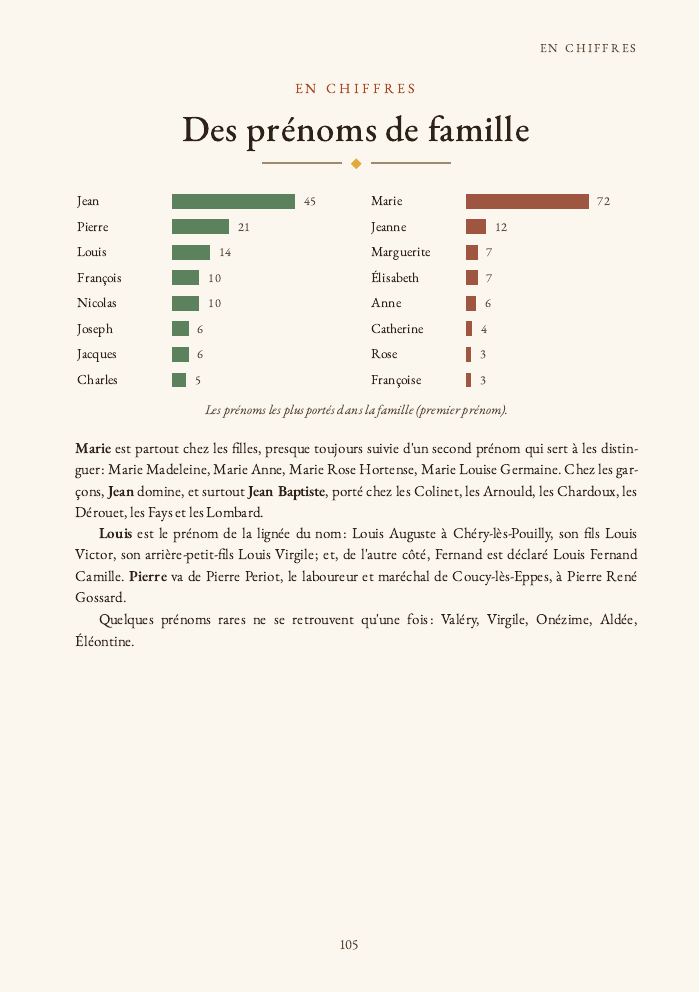 EN CHIFFRES
EN CHIFFRES
Des prénoms de famille
Jean 45
Pierre 21
Louis 14
François 10
Nicolas 10
Joseph 6
Jacques 6
Charles 5
Marie 72
Jeanne 12
Marguerite 7
Élisabeth 7
Anne 6
Catherine 4
Rose 3
Françoise 3
Les prénoms les plus portés dans la famille (premier prénom).
Marie est partout chez les filles, presque toujours suivie d'un second prénom qui sert à les distin-
guer : Marie Madeleine, Marie Anne, Marie Rose Hortense, Marie Louise Germaine. Chez les gar-
çons, Jean domine, et surtout Jean Baptiste, porté chez les Colinet, les Arnould, les Chardoux, les
Dérouet, les Fays et les Lombard.
Louis est le prénom de la lignée du nom : Louis Auguste à Chéry-lès-Pouilly, son fils Louis
Victor, son arrière-petit-fils Louis Virgile ; et, de l'autre côté, Fernand est déclaré Louis Fernand
Camille. Pierre va de Pierre Periot, le laboureur et maréchal de Coucy-lès-Eppes, à Pierre René
Gossard.
Quelques prénoms rares ne se retrouvent qu'une fois : Valéry, Virgile, Onézime, Aldée,
Éléontine.
105